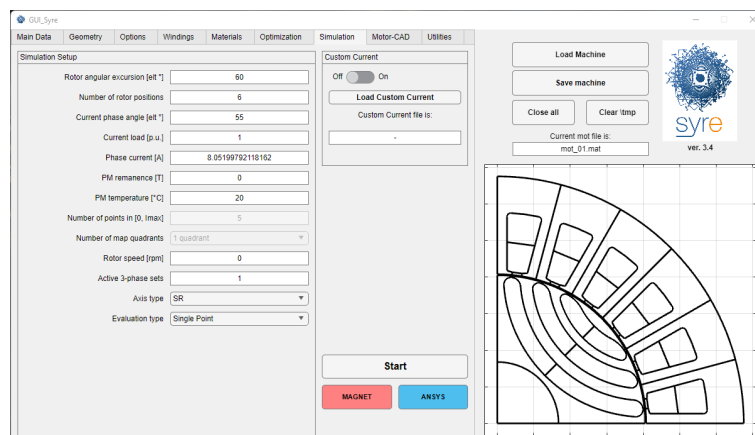 GUI_Syre
Main Data Geometry Options Windings Materials Optimization Simulation Motor-CAD Utilities
Simulation Setup
Rotor angular excursion [elt °] 60
Number of rotor positions 6
Current phase angle [elt °] 55
Current load [p.u.] 1
Phase current [A] 8.05199792118162
PM remanence [T] 0
PM temperature [°C] 20
Number of points in [0, Imax] 5
Number of map quadrants 1 quadrant
Rotor speed [rpm] 0
Active 3-phase sets 1
Axis type SR
Evaluation type Single Point
Custom Current
Off On
Load Custom Current
Custom Current file is:
-
Start
MAGNET ANSYS
Load Machine
Save machine
Close all Clear \tmp
Current mot file is:
mot_01.mat
syre
ver. 3.4